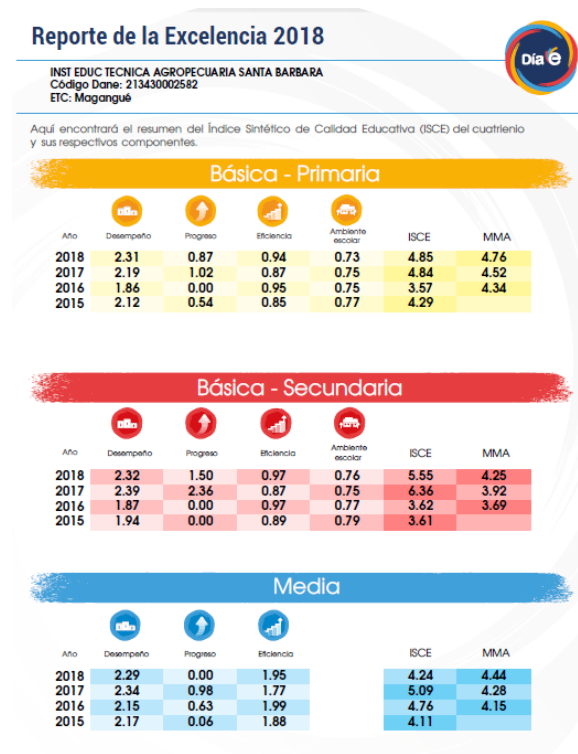 Reporte de la Excelencia 2018
Día é
INST EDUC TECNICA AGROPECUARIA SANTA BARBARA
Código Dane: 213430002582
ETC: Magangué
Aquí encontrará el resumen del Índice Sintético de Calidad Educativa (ISCE) del cuatrienio
y sus respectivos componentes.
Básica - Primaria
Año Desempeño Progreso Eficiencia Ambiente escolar ISCE MMA
2018 2.31 0.87 0.94 0.73 4.85 4.76
2017 2.19 1.02 0.87 0.75 4.84 4.52
2016 1.86 0.00 0.95 0.75 3.57 4.34
2015 2.12 0.54 0.85 0.77 4.29
Básica - Secundaria
Año Desempeño Progreso Eficiencia Ambiente escolar ISCE MMA
2018 2.32 1.50 0.97 0.76 5.55 4.25
2017 2.39 2.36 0.87 0.75 6.36 3.92
2016 1.87 0.00 0.97 0.77 3.62 3.69
2015 1.94 0.00 0.89 0.79 3.61
Media
Año Desempeño Progreso Eficiencia ISCE MMA
2018 2.29 0.00 1.95 4.24 4.44
2017 2.34 0.98 1.77 5.09 4.28
2016 2.15 0.63 1.99 4.76 4.15
2015 2.17 0.06 1.88 4.11